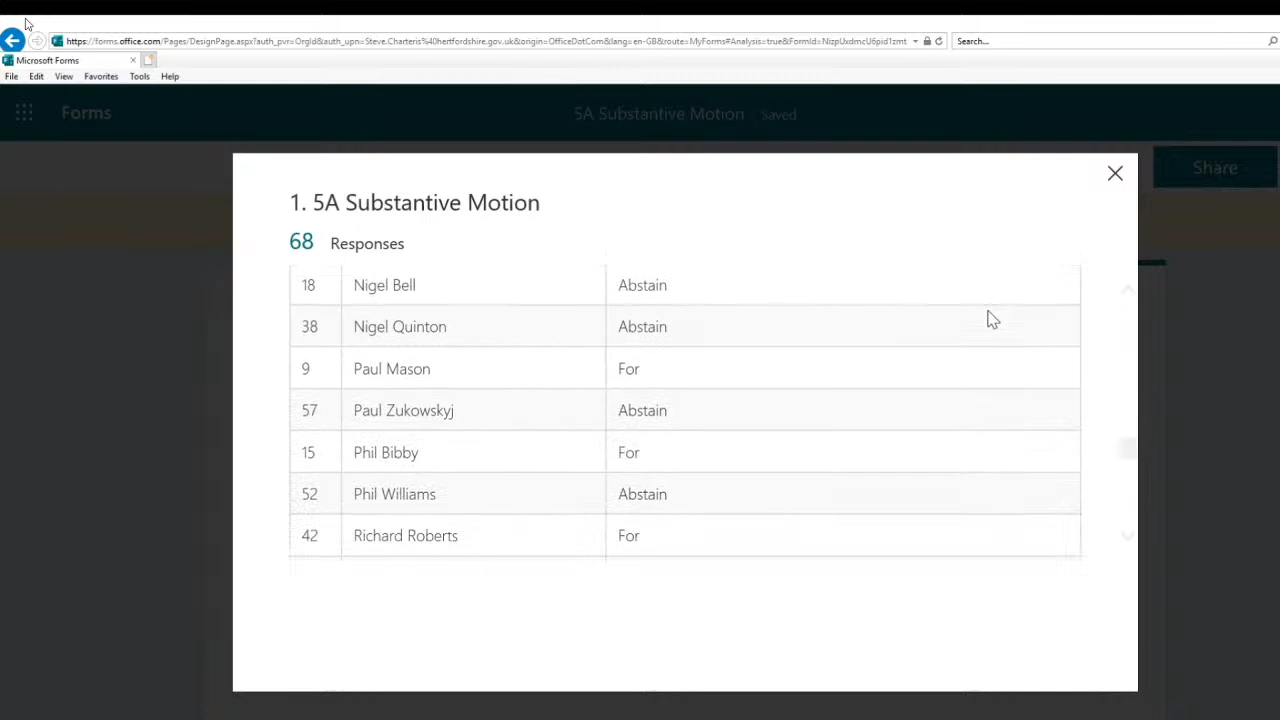 https://forms.office.com/Pages/DesignPage.aspx?auth_pvr=OrgId&auth_upn=Steve.Charteris%40hertfordshire.gov.uk&origin=OfficeDotCom&lang=en-GB&route=MyForms#Analysis=true&FormId=NizpUxdmcU6pid1zmt Search...
Microsoft Forms
File Edit View Favorites Tools Help
Forms 5A Substantive Motion Saved
Share
1. 5A Substantive Motion
68 Responses
18 Nigel Bell Abstain
38 Nigel Quinton Abstain
9 Paul Mason For
57 Paul Zukowskyj Abstain
15 Phil Bibby For
52 Phil Williams Abstain
42 Richard Roberts For